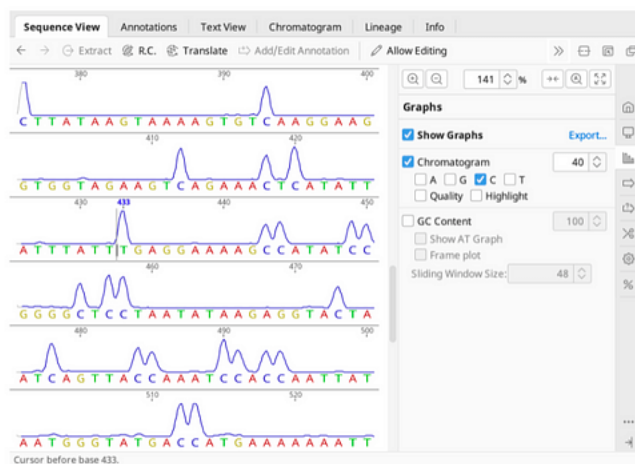 Sequence View Annotations Text View Chromatogram Lineage Info
Extract R.C. Translate Add/Edit Annotation Allow Editing
380 390 400
C T T A T A A G T A A A A G T G T C A A G G A A G
410 420
G T G G T A G A A G T C A G A A A C T C A T A T T
430 433 440 450
A T T T A T T T G A G G A A A A G C C A T A T C C
460 470
G G G G C T C C T A A T A T A A G A G G T A C T A
480 490 500
A T C A G T T A C C A A A T C C A C C A A T T A T
510 520
A A T G G G T A T G A C C A T G A A A A A A A T T
Cursor before base 433.
141 %
Graphs
Show Graphs Export...
Chromatogram 40
A G C T
Quality Highlight
GC Content 100
Show AT Graph
Frame plot
Sliding Window Size: 48